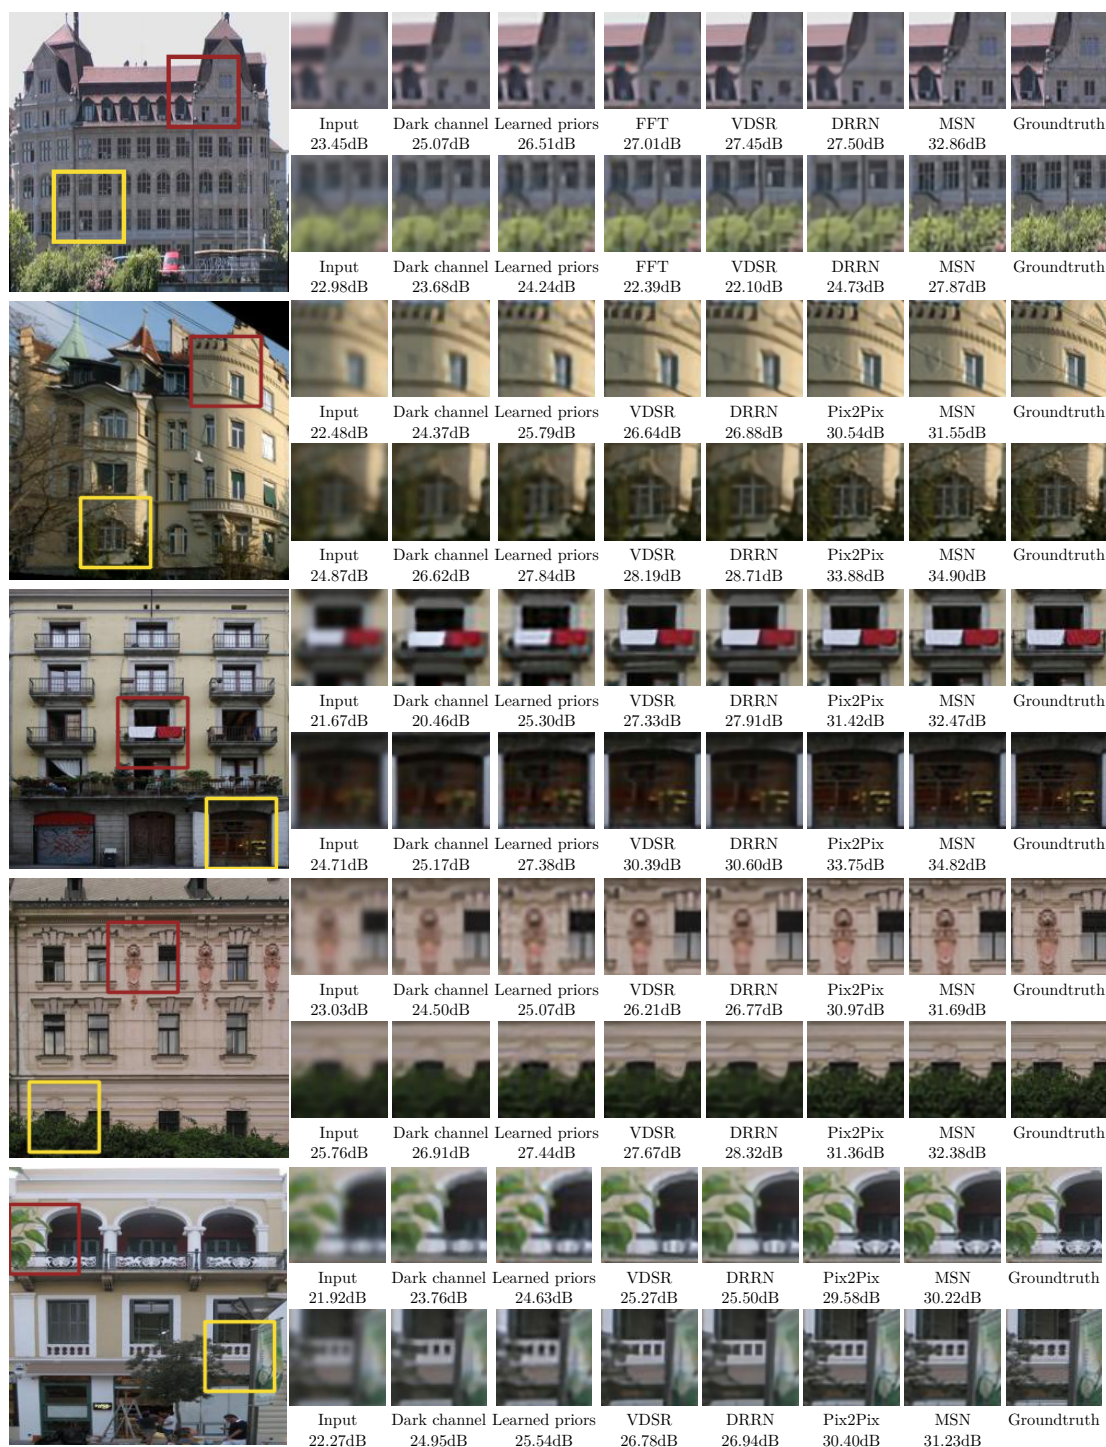 Input Dark channel Learned priors FFT VDSR DRRN MSN Groundtruth
23.45dB 25.07dB 26.51dB 27.01dB 27.45dB 27.50dB 32.86dB
Input Dark channel Learned priors FFT VDSR DRRN MSN Groundtruth
22.98dB 23.68dB 24.24dB 22.39dB 22.10dB 24.73dB 27.87dB
Input Dark channel Learned priors VDSR DRRN Pix2Pix MSN Groundtruth
22.48dB 24.37dB 25.79dB 26.64dB 26.88dB 30.54dB 31.55dB
Input Dark channel Learned priors VDSR DRRN Pix2Pix MSN Groundtruth
24.87dB 26.62dB 27.84dB 28.19dB 28.71dB 33.88dB 34.90dB
Input Dark channel Learned priors VDSR DRRN Pix2Pix MSN Groundtruth
21.67dB 20.46dB 25.30dB 27.33dB 27.91dB 31.42dB 32.47dB
Input Dark channel Learned priors VDSR DRRN Pix2Pix MSN Groundtruth
24.71dB 25.17dB 27.38dB 30.39dB 30.60dB 33.75dB 34.82dB
Input Dark channel Learned priors VDSR DRRN Pix2Pix MSN Groundtruth
23.03dB 24.50dB 25.07dB 26.21dB 26.77dB 30.97dB 31.69dB
Input Dark channel Learned priors VDSR DRRN Pix2Pix MSN Groundtruth
25.76dB 26.91dB 27.44dB 27.67dB 28.32dB 31.36dB 32.38dB
Input Dark channel Learned priors VDSR DRRN Pix2Pix MSN Groundtruth
21.92dB 23.76dB 24.63dB 25.27dB 25.50dB 29.58dB 30.22dB
Input Dark channel Learned priors VDSR DRRN Pix2Pix MSN Groundtruth
22.27dB 24.95dB 25.54dB 26.78dB 26.94dB 30.40dB 31.23dB